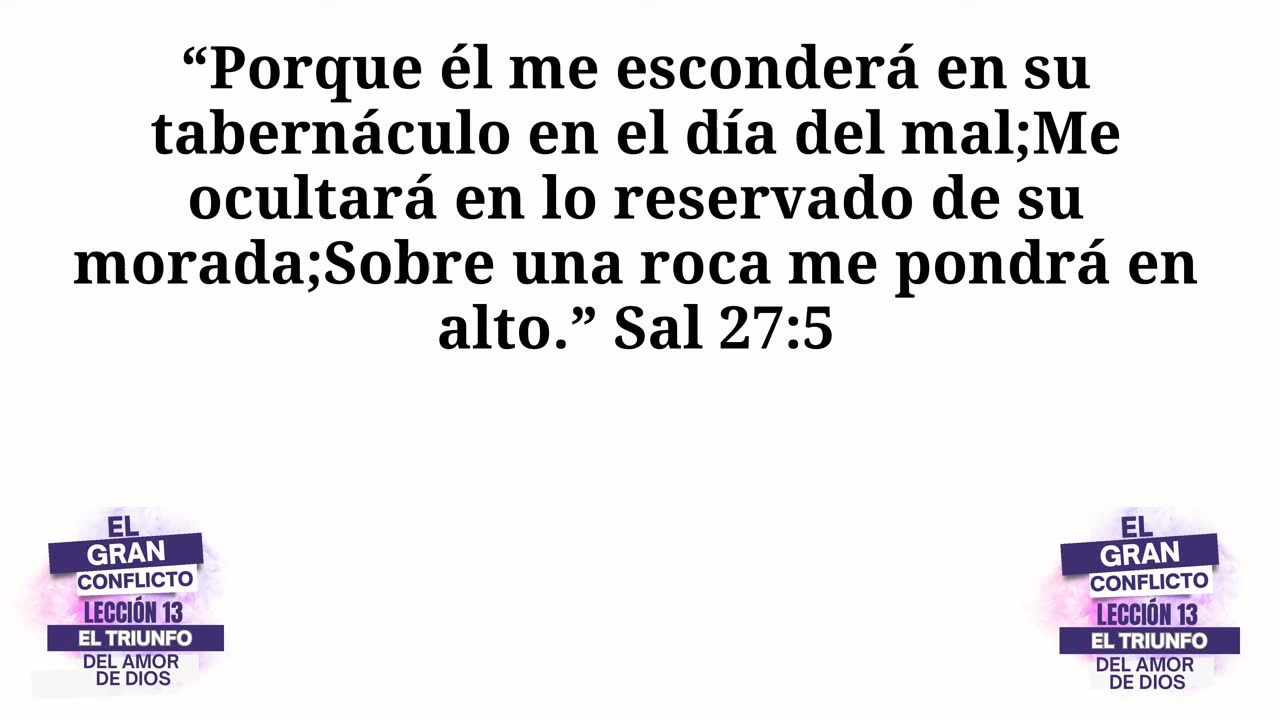 “Porque él me esconderá en su
tabernáculo en el día del mal;Me
ocultará en lo reservado de su
morada;Sobre una roca me pondrá en
alto.” Sal 27:5
EL
GRAN
CONFLICTO
LECCIÓN 13
EL TRIUNFO
DEL AMOR
DE DIOS
EL
GRAN
CONFLICTO
LECCIÓN 13
EL TRIUNFO
DEL AMOR
DE DIOS